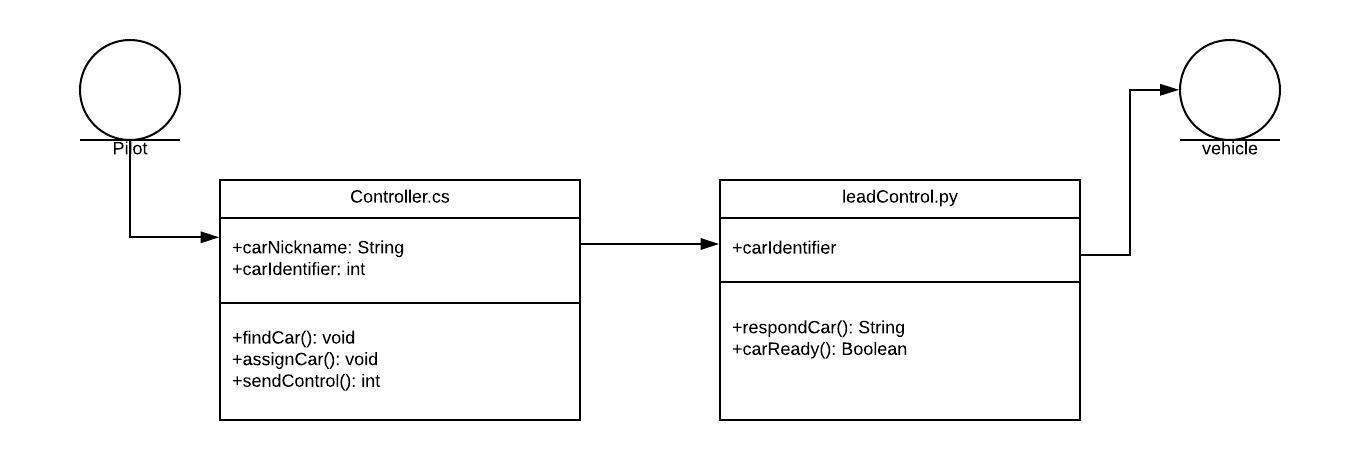 Pilot
vehicle
Controller.cs
+carNickname: String
+carIdentifier: int
+findCar(): void
+assignCar(): void
+sendControl(): int
leadControl.py
+carIdentifier
+respondCar(): String
+carReady(): Boolean